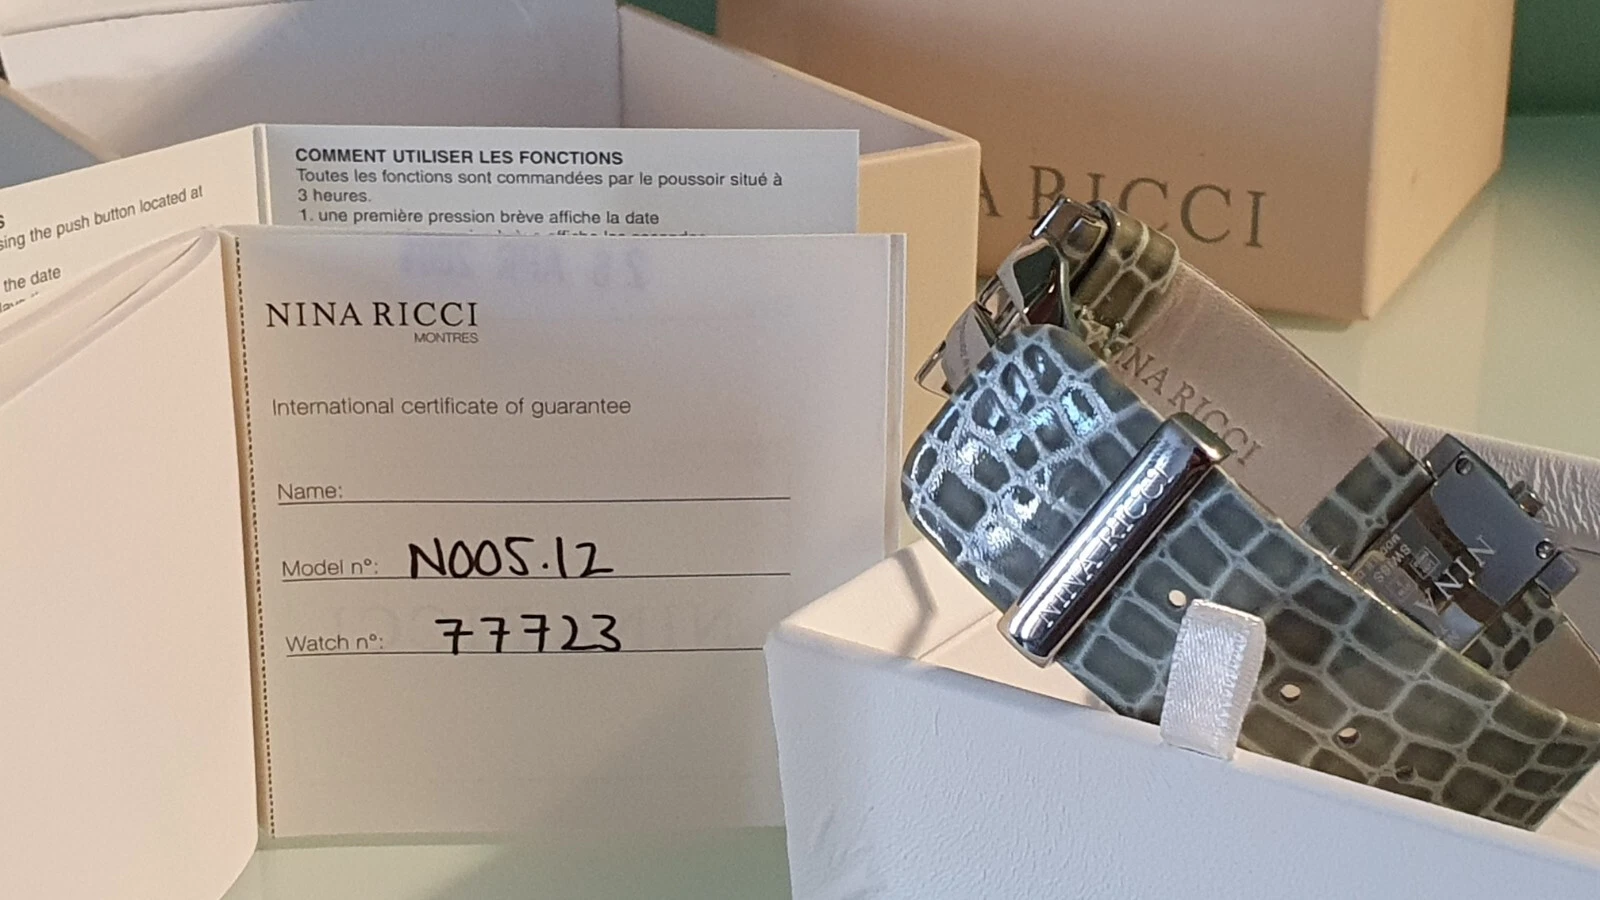 COMMENT UTILISER LES FONCTIONS
Toutes les fonctions sont commandées par le poussoir situé à
3 heures.
1. une première pression brève affiche la date
sing the push button located at
the date
NINA RICCI
MONTRES
International certificate of guarantee
Name:
Model n°: N005.12
Watch n°: 77723
A RICCI
NINA RICCI
NINA RICCI
NINA
SWISS